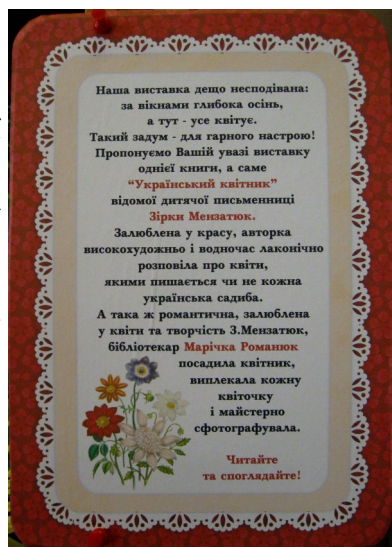 Наша виставка дещо несподівана:
за вікнами глибока осінь,
а тут - усе квітує.
Такий задум - для гарного настрою!
Пропонуємо Вашій увазі виставку
однієї книги, а саме
“Український квітник”
відомої дитячої письменниці
Зірки Мензатюк.
Залюблена у красу, авторка
високохудожньо і водночас лаконічно
розповіла про квіти,
якими пишається чи не кожна
українська садиба.
А така ж романтична, залюблена
у квіти та творчість З.Мензатюк,
бібліотекар Марічка Романюк
посадила квітник,
виплекала кожну
квіточку
і майстерно
сфотографувала.
Читайте
та споглядайте!